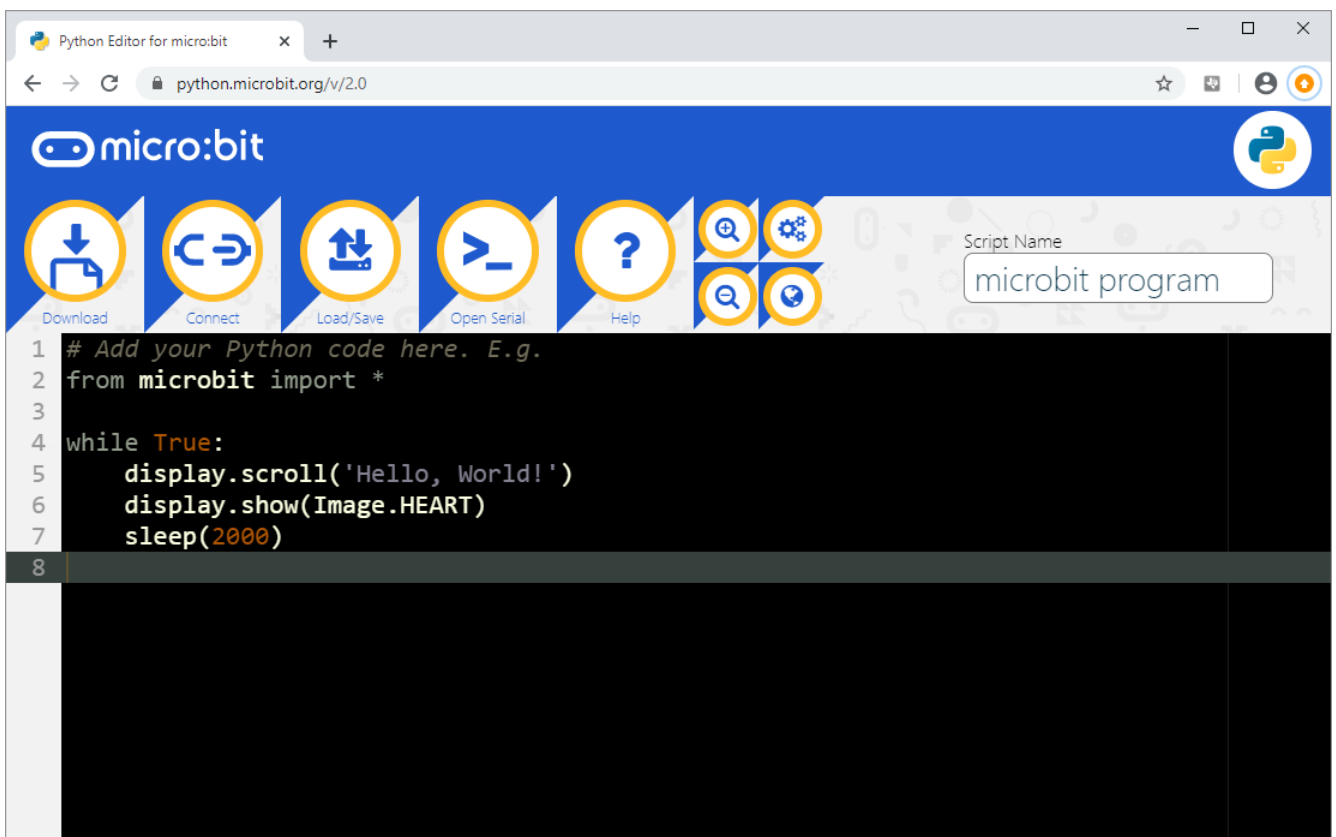 Python Editor for micro:bit
python.microbit.org/v/2.0
micro:bit
Download Connect Load/Save Open Serial Help
Script Name
microbit program
1 # Add your Python code here. E.g.
2 from microbit import *
3
4 while True:
5     display.scroll('Hello, World!')
6     display.show(Image.HEART)
7     sleep(2000)
8